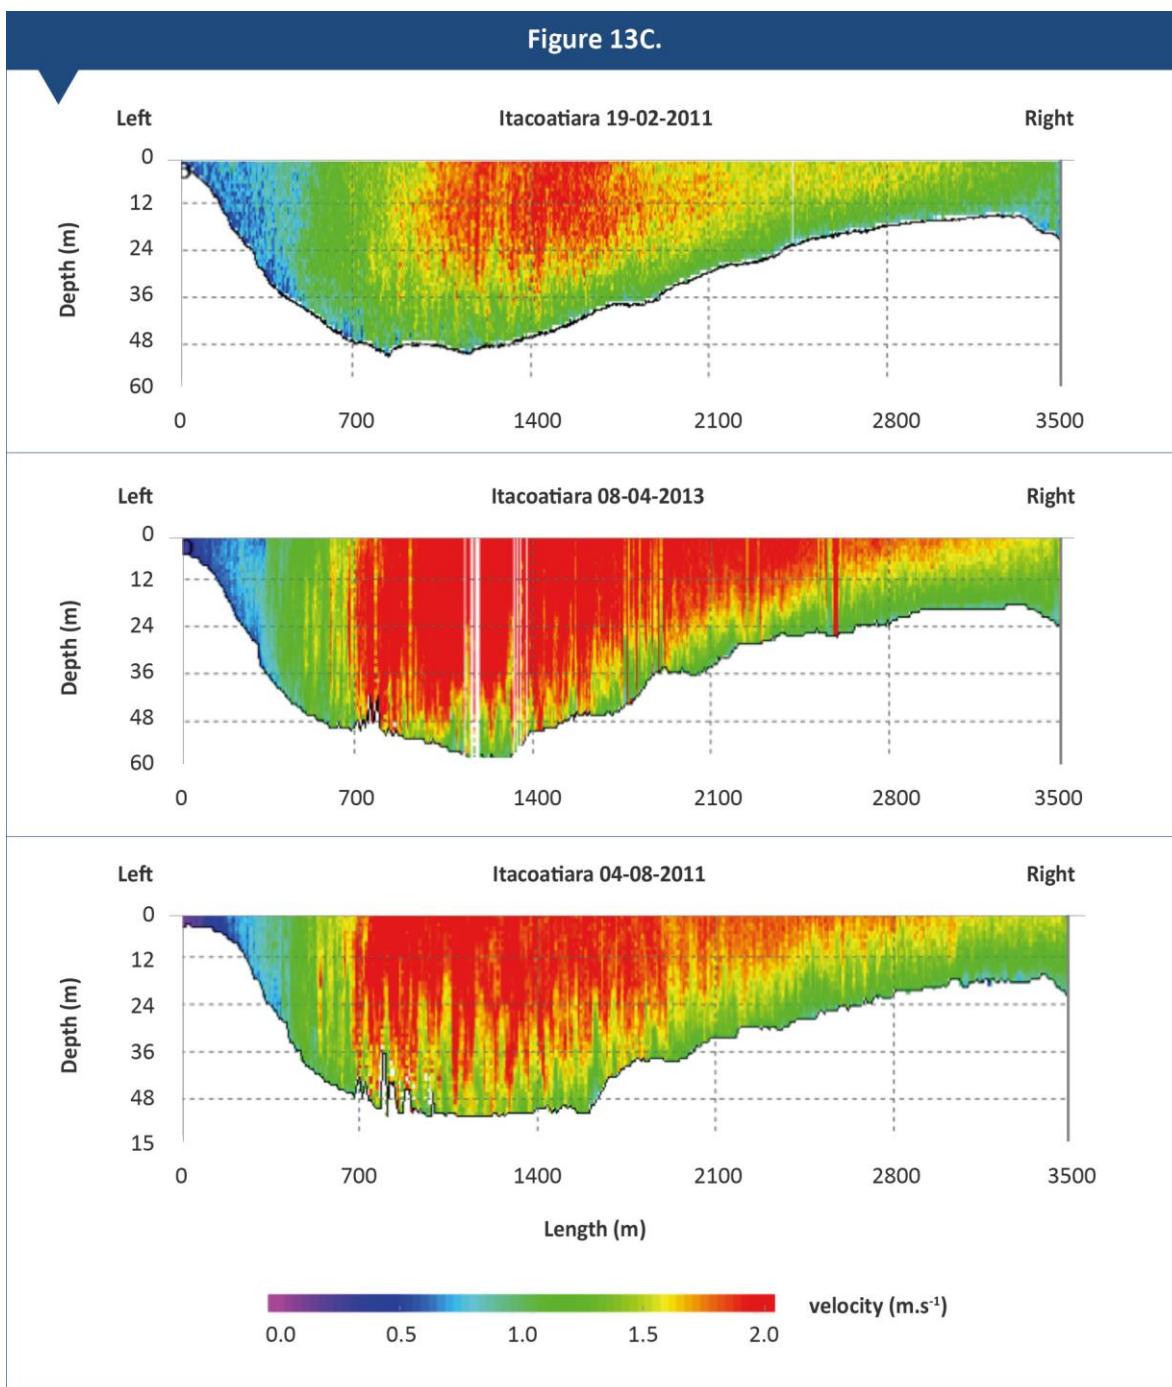 Figure 13C.
Left Itacoatiara 19-02-2011 Right
Depth (m)
0
12
24
36
48
60
0 700 1400 2100 2800 3500
Left Itacoatiara 08-04-2013 Right
Depth (m)
0
12
24
36
48
60
0 700 1400 2100 2800 3500
Left Itacoatiara 04-08-2011 Right
Depth (m)
0
12
24
36
48
15
0 700 1400 2100 2800 3500
Length (m)
velocity (m.s⁻¹)
0.0 0.5 1.0 1.5 2.0